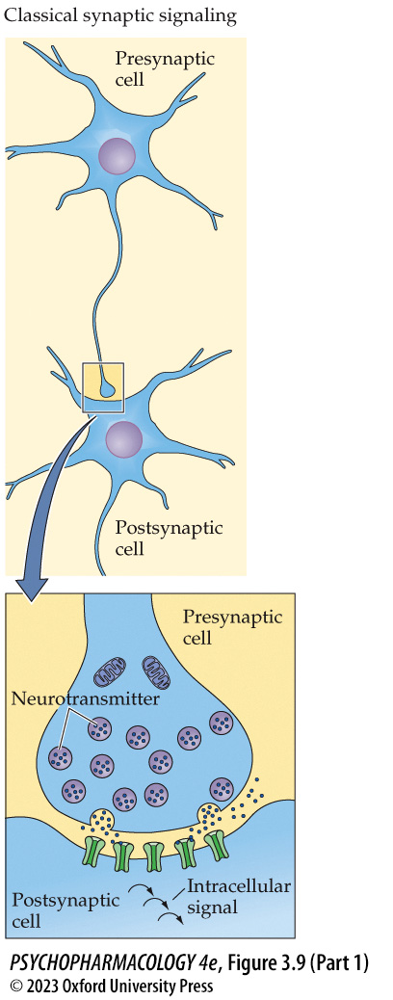 Classical synaptic signaling
Presynaptic
cell
Postsynaptic
cell
Presynaptic
cell
Neurotransmitter
Intracellular
signal
Postsynaptic
cell
PSYCHOPHARMACOLOGY 4e, Figure 3.9 (Part 1)
© 2023 Oxford University Press